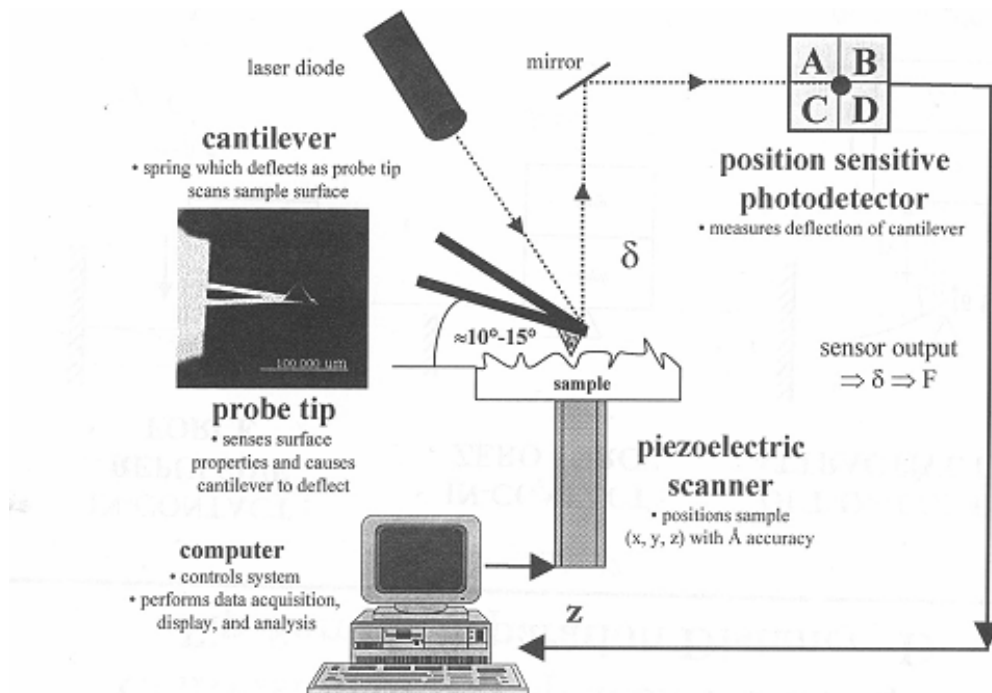 laser diode
mirror
A B
C D
cantilever
• spring which deflects as probe tip
scans sample surface
position sensitive
photodetector
• measures deflection of cantilever
δ
≈10°-15°
100.000 um
sample
sensor output
⇒ δ ⇒ F
probe tip
• senses surface
properties and causes
cantilever to deflect
piezoelectric
scanner
• positions sample
(x, y, z) with Å accuracy
computer
• controls system
• performs data acquisition,
display, and analysis
z